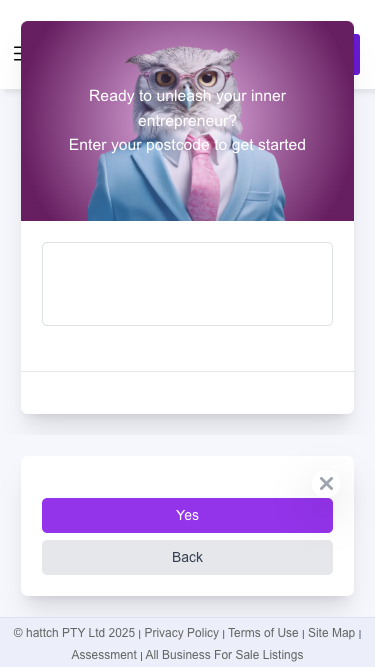 Ready to unleash your inner
entrepreneur?
Enter your postcode to get started
Yes
Back
© hattch PTY Ltd 2025 | Privacy Policy | Terms of Use | Site Map |
Assessment | All Business For Sale Listings